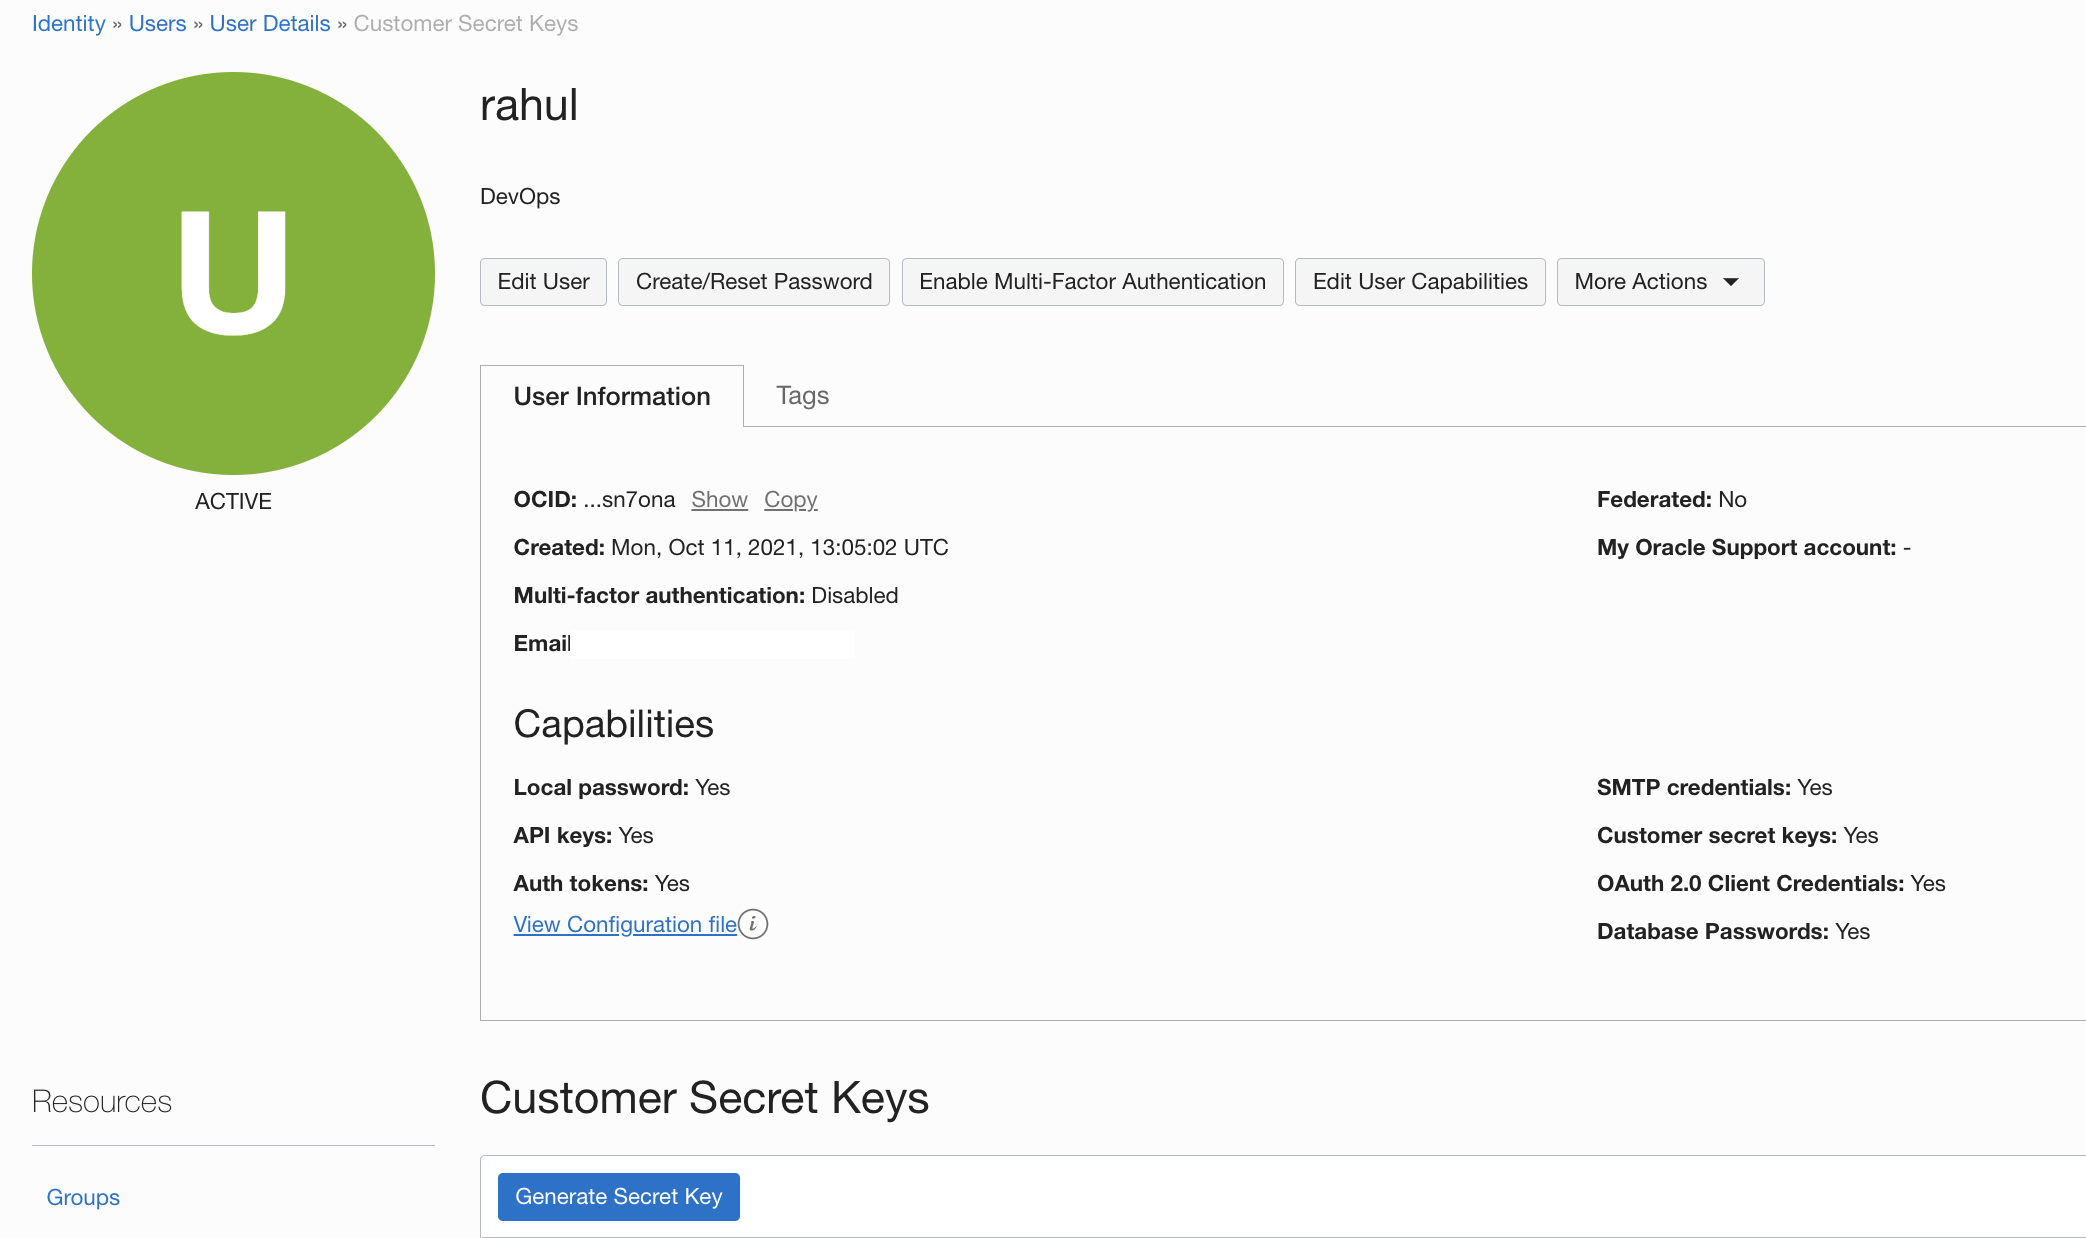 Identity » Users » User Details » Customer Secret Keys
U
ACTIVE
rahul
DevOps
Edit User Create/Reset Password Enable Multi-Factor Authentication Edit User Capabilities More Actions
User Information Tags
OCID: ...sn7ona Show Copy
Created: Mon, Oct 11, 2021, 13:05:02 UTC
Multi-factor authentication: Disabled
Email
Federated: No
My Oracle Support account: -
Capabilities
Local password: Yes
API keys: Yes
Auth tokens: Yes
View Configuration file i
SMTP credentials: Yes
Customer secret keys: Yes
OAuth 2.0 Client Credentials: Yes
Database Passwords: Yes
Resources
Groups
Customer Secret Keys
Generate Secret Key